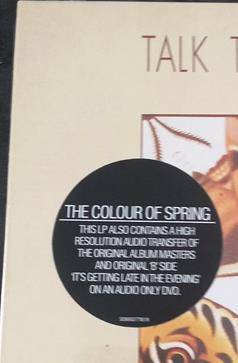 TALK T
THE COLOUR OF SPRING
THIS LP ALSO CONTAINS A HIGH
RESOLUTION AUDIO TRANSFER OF
THE ORIGINAL ALBUM MASTERS
AND ORIGINAL 'B' SIDE
'IT'S GETTING LATE IN THE EVENING'
ON AN AUDIO ONLY DVD.